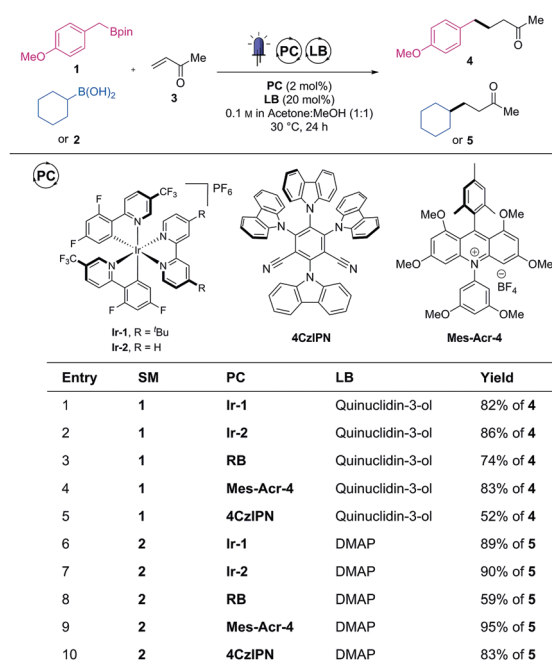 Bpin
MeO
1
B(OH)2
or 2
+
Me
O
3
PC LB
PC (2 mol%)
LB (20 mol%)
0.1 M in Acetone:MeOH (1:1)
30 °C, 24 h
O
Me
MeO
4
O
Me
or 5
PC
F
F
N
CF3
PF6
R
Ir
N
N
F3C
N
R
F
F
Ir-1, R = tBu
Ir-2, R = H
N
N
N
NC
CN
N
4CzIPN
OMe
OMe
MeO
N
+
OMe
−
BF4
MeO
OMe
Mes-Acr-4
Entry SM PC LB Yield
1 1 Ir-1 Quinuclidin-3-ol 82% of 4
2 1 Ir-2 Quinuclidin-3-ol 86% of 4
3 1 RB Quinuclidin-3-ol 74% of 4
4 1 Mes-Acr-4 Quinuclidin-3-ol 83% of 4
5 1 4CzIPN Quinuclidin-3-ol 52% of 4
6 2 Ir-1 DMAP 89% of 5
7 2 Ir-2 DMAP 90% of 5
8 2 RB DMAP 59% of 5
9 2 Mes-Acr-4 DMAP 95% of 5
10 2 4CzIPN DMAP 83% of 5